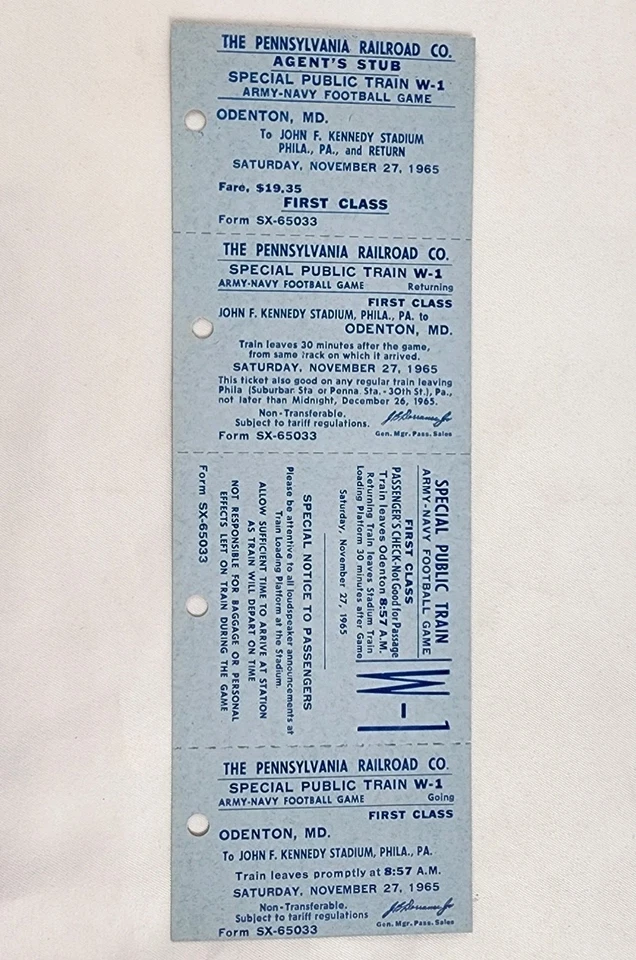 THE PENNSYLVANIA RAILROAD CO.
AGENT'S STUB
SPECIAL PUBLIC TRAIN W-1
ARMY-NAVY FOOTBALL GAME
ODENTON, MD.
To JOHN F. KENNEDY STADIUM
PHILA., PA., and RETURN
SATURDAY, NOVEMBER 27, 1965
Fare, $19.35
FIRST CLASS
Form SX-65033
THE PENNSYLVANIA RAILROAD CO.
SPECIAL PUBLIC TRAIN W-1
ARMY-NAVY FOOTBALL GAME Returning
FIRST CLASS
JOHN F. KENNEDY STADIUM, PHILA., PA. to
ODENTON, MD.
Train leaves 30 minutes after the game,
from same track on which it arrived.
SATURDAY, NOVEMBER 27, 1965
This ticket also good on any regular train leaving
Phila (Suburban Sta or Penna. Sta.-30th St.), Pa.,
not later than Midnight, December 26, 1965.
Non-Transferable.
Subject to tariff regulations.
Gen. Mgr. Pass. Sales
Form SX-65033
SPECIAL PUBLIC TRAIN
ARMY-NAVY FOOTBALL GAME
W-1
FIRST CLASS
PASSENGER'S CHECK-Not Good for Passage
Train leaves Odenton 8:57 A.M.
Returning Train leaves Stadium Train
Loading Platform 30 minutes after Game
Saturday, November 27, 1965
SPECIAL NOTICE TO PASSENGERS
Please be attentive to all loudspeaker announcements at
Train Loading Platform at the Stadium.
ALLOW SUFFICIENT TIME TO ARRIVE AT STATION
AS TRAIN WILL DEPART ON TIME
NOT RESPONSIBLE FOR BAGGAGE OR PERSONAL
EFFECTS LEFT ON TRAIN DURING THE GAME
Form SX-65033
THE PENNSYLVANIA RAILROAD CO.
SPECIAL PUBLIC TRAIN W-1
ARMY-NAVY FOOTBALL GAME Going
FIRST CLASS
ODENTON, MD.
To JOHN F. KENNEDY STADIUM, PHILA., PA.
Train leaves promptly at 8:57 A.M.
SATURDAY, NOVEMBER 27, 1965
Non-Transferable.
Subject to tariff regulations
Gen. Mgr. Pass. Sales
Form SX-65033